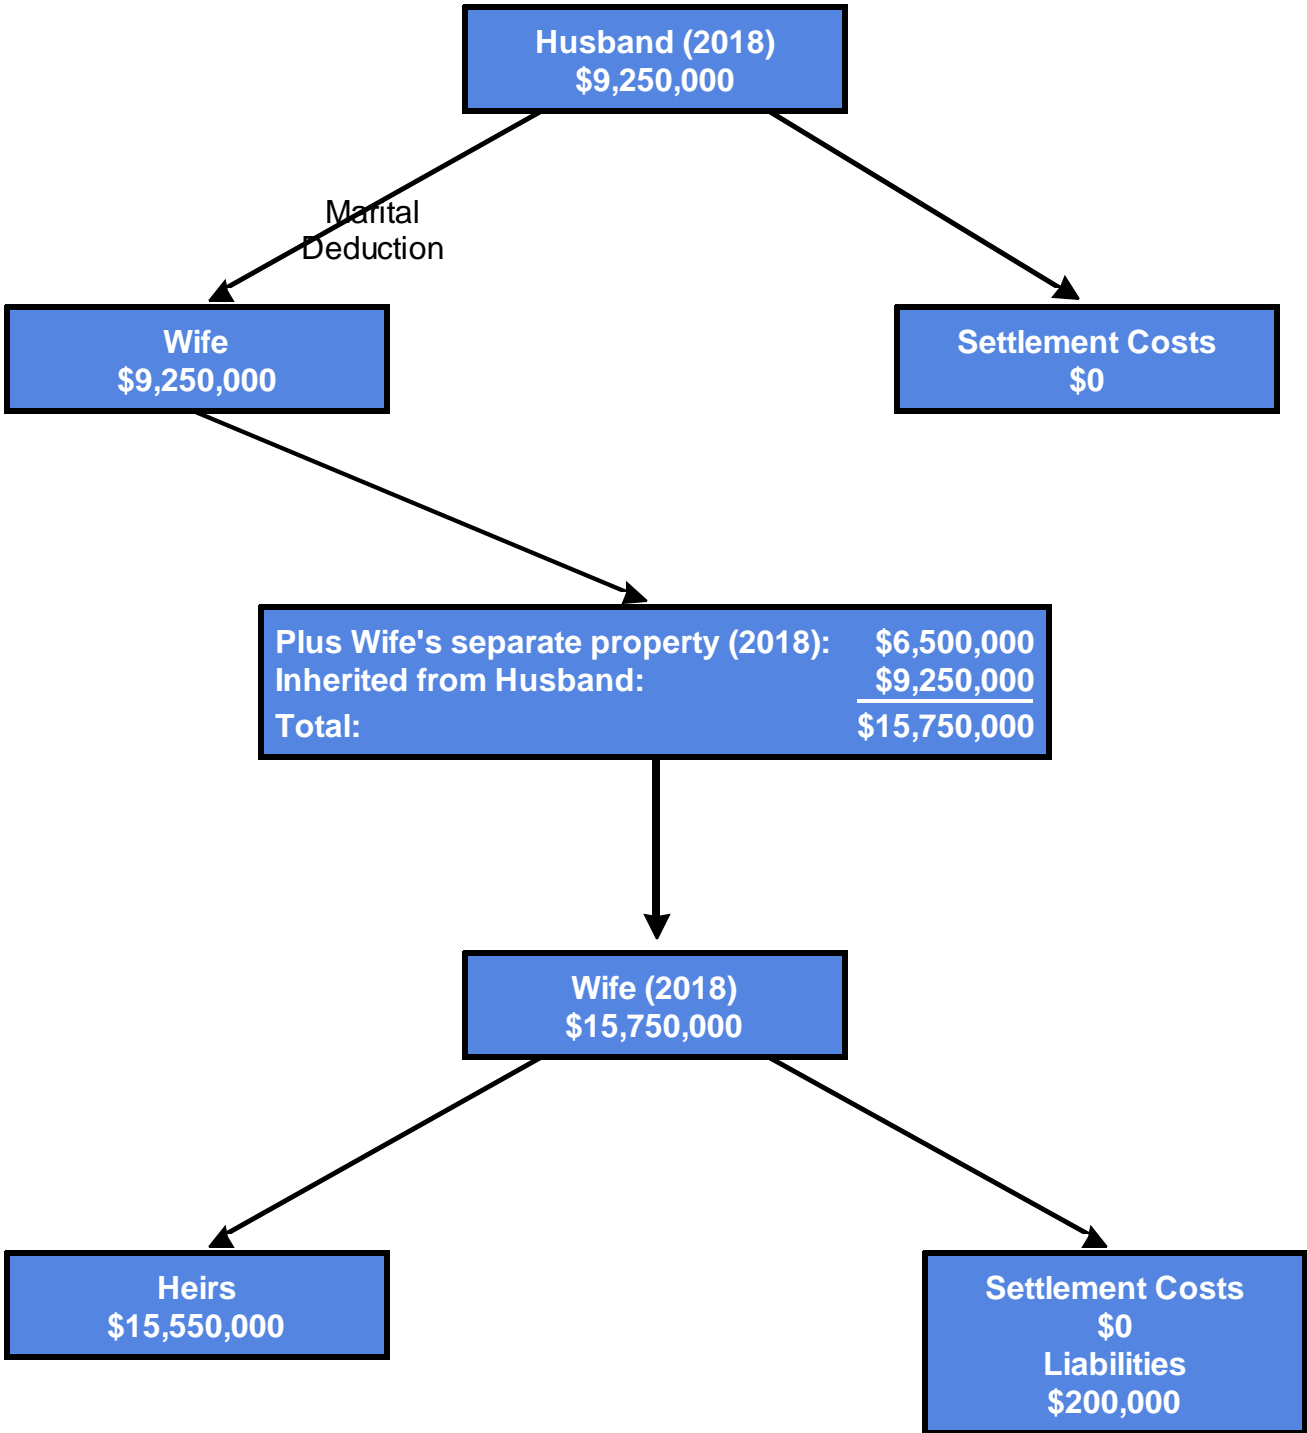 Husband (2018)
$9,250,000
Marital
Deduction
Wife
$9,250,000
Settlement Costs
$0
Plus Wife's separate property (2018): $6,500,000
Inherited from Husband: $9,250,000
Total: $15,750,000
Wife (2018)
$15,750,000
Heirs
$15,550,000
Settlement Costs
$0
Liabilities
$200,000